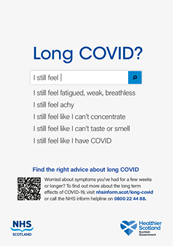 Long COVID?
I still feel
I still feel fatigued, weak, breathless
I still feel achy
I still feel like I can't concentrate
I still feel like I can't taste or smell
I still feel like I have COVID
Find the right advice about long COVID
Worried about symptoms you've had for a few weeks
or longer? To find out more about the long term
effects of COVID-19, visit nhsinform.scot/long-covid
or call the NHS inform helpline on 0800 22 44 88.
NHS
SCOTLAND
Healthier
Scotland
Scottish
Government